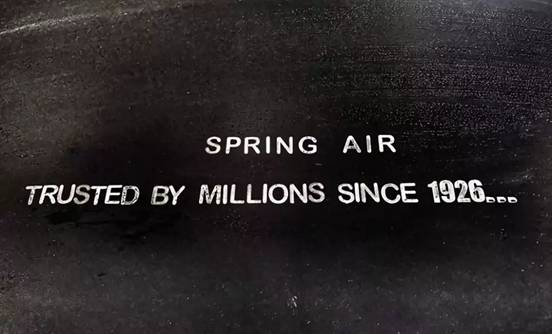 SPRING AIR
TRUSTED BY MILLIONS SINCE 1926...